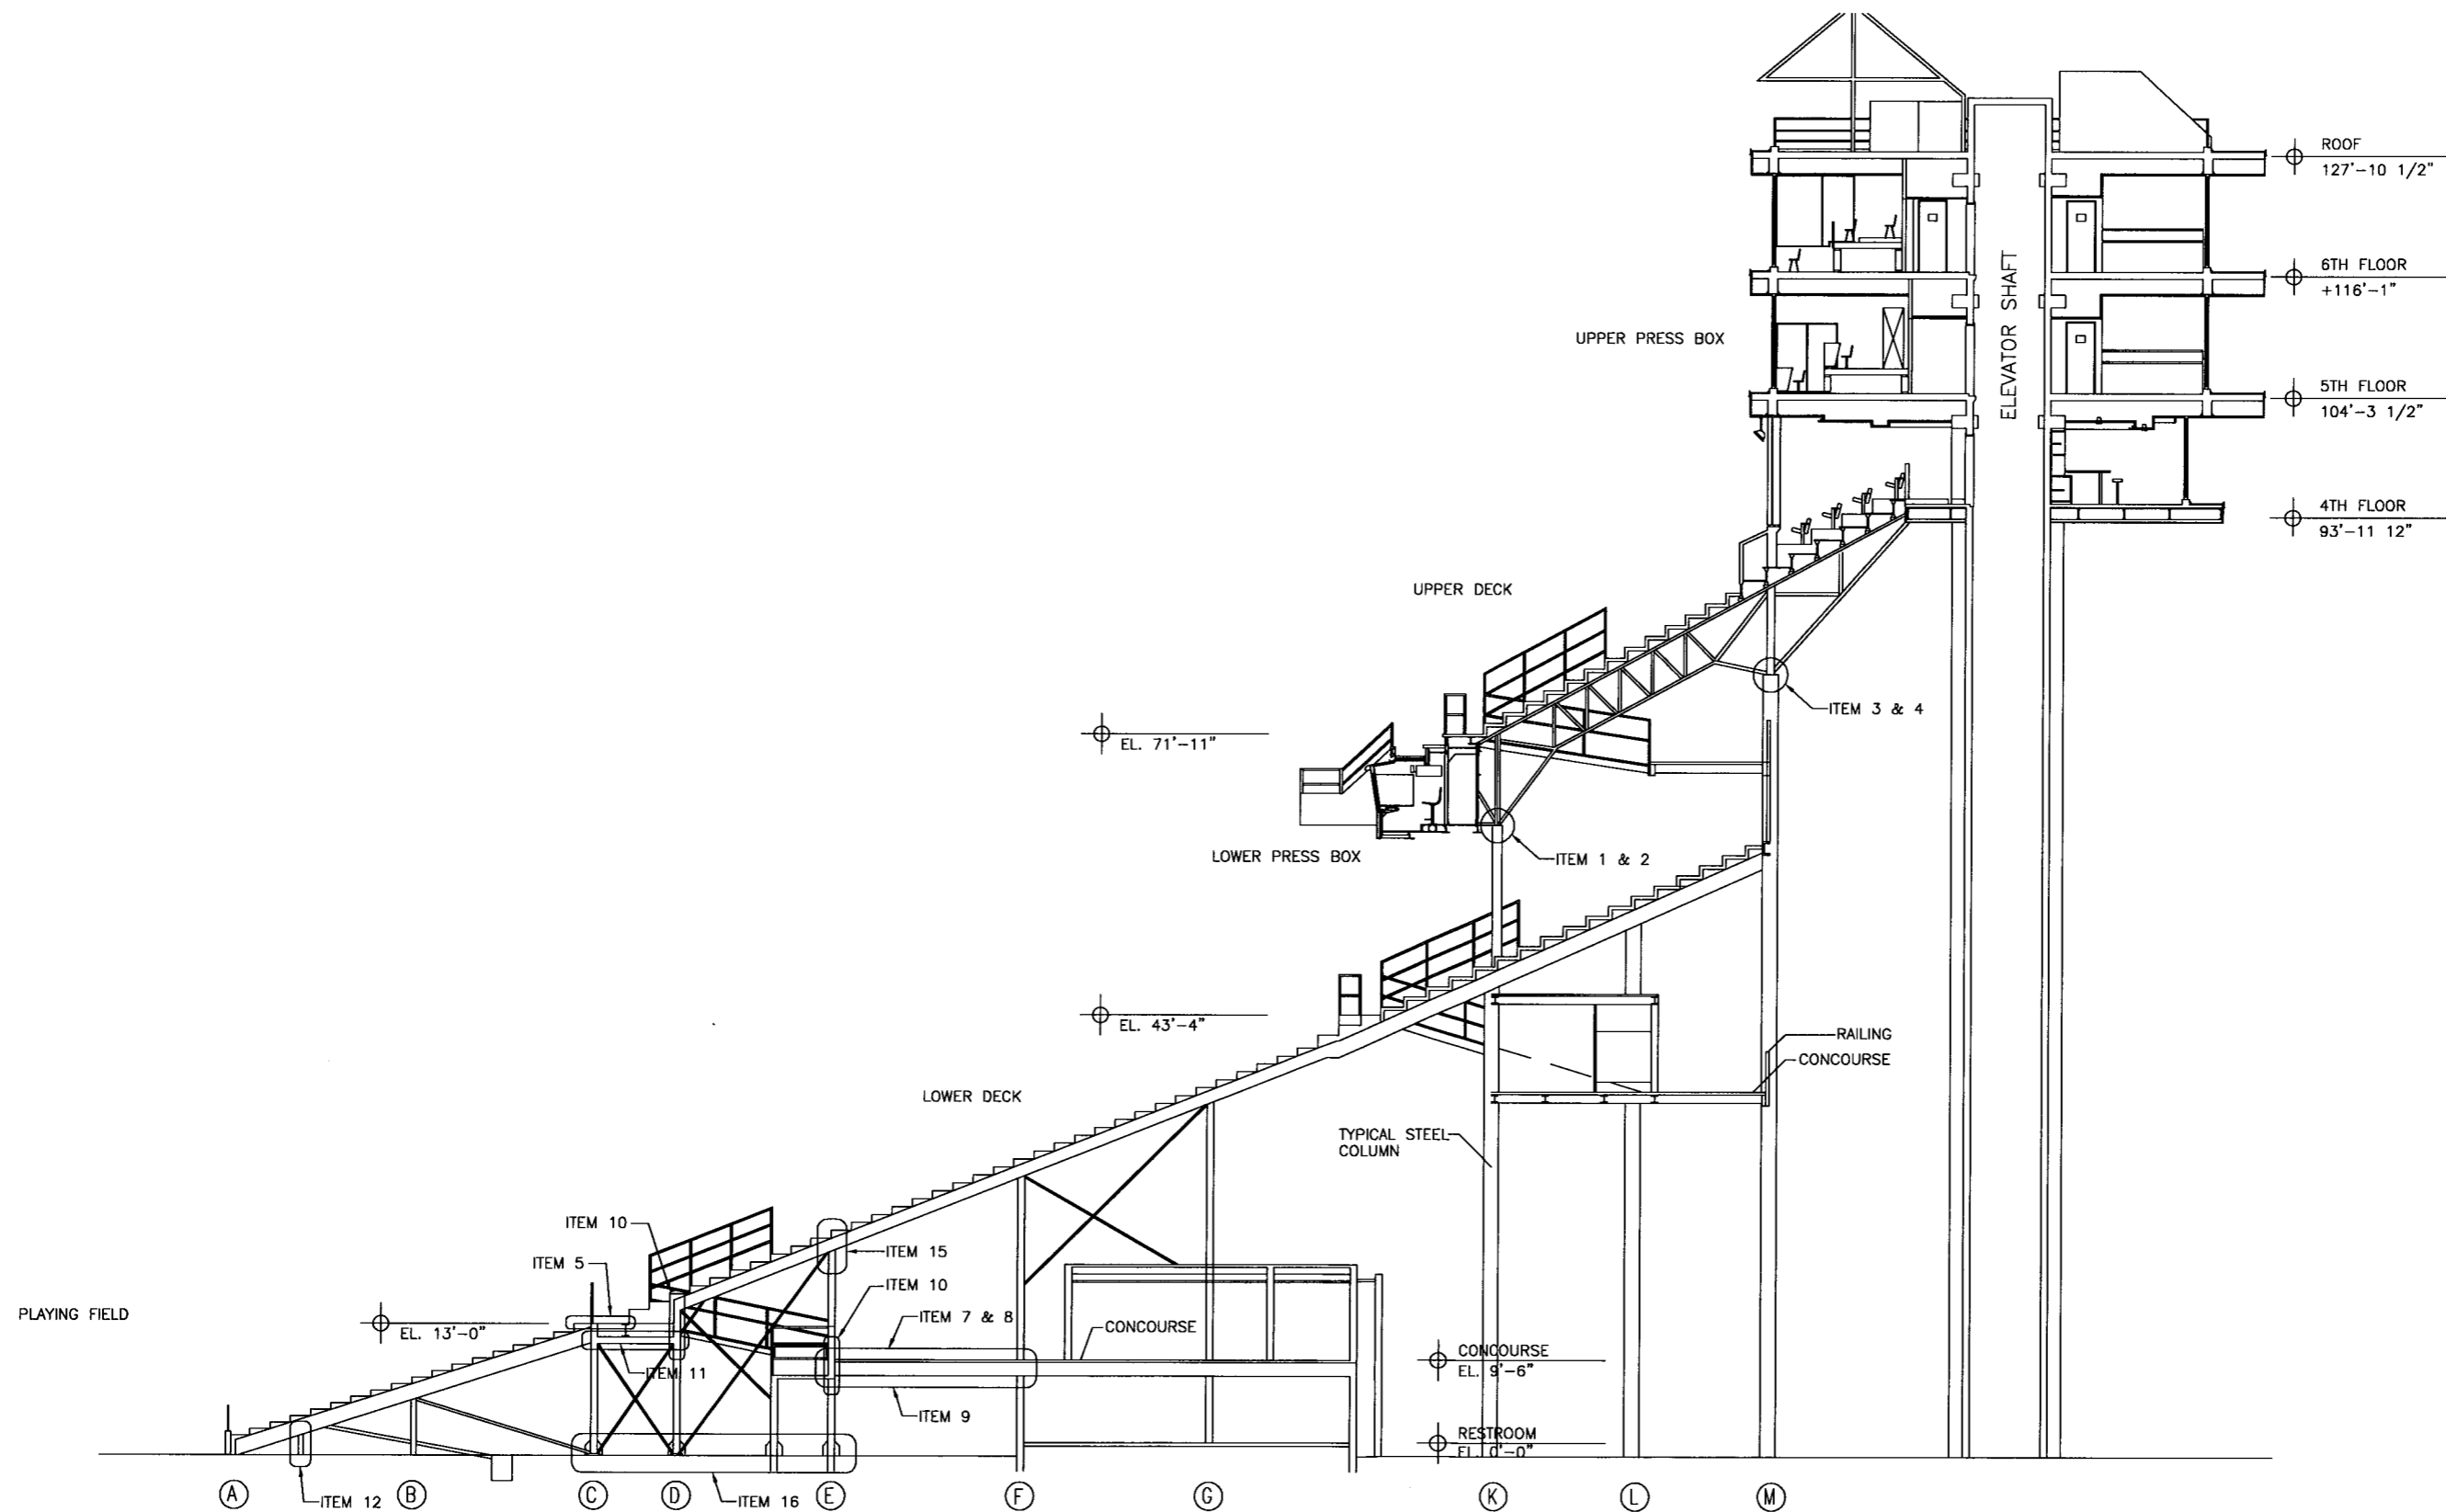 ROOF
127'-10 1/2"
6TH FLOOR
+116'-1"
ELEVATOR SHAFT
UPPER PRESS BOX
5TH FLOOR
104'-3 1/2"
4TH FLOOR
93'-11 12"
UPPER DECK
ITEM 3 & 4
EL. 71'-11"
LOWER PRESS BOX
ITEM 1 & 2
EL. 43'-4"
RAILING
CONCOURSE
LOWER DECK
TYPICAL STEEL
COLUMN
ITEM 10
ITEM 15
ITEM 5
ITEM 10
PLAYING FIELD
EL. 13'-0"
ITEM 7 & 8
CONCOURSE
CONCOURSE
EL. 9'-6"
ITEM 11
ITEM 9
RESTROOM
EL. 0'-0"
A
ITEM 12
B
C
D
ITEM 16
E
F
G
K
L
M